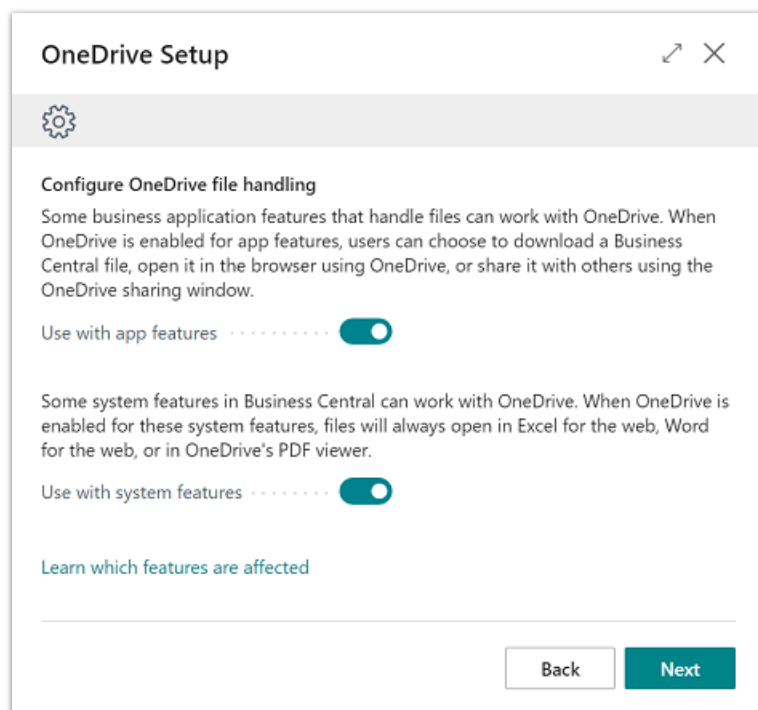 OneDrive Setup
Configure OneDrive file handling
Some business application features that handle files can work with OneDrive. When
OneDrive is enabled for app features, users can choose to download a Business
Central file, open it in the browser using OneDrive, or share it with others using the
OneDrive sharing window.
Use with app features
Some system features in Business Central can work with OneDrive. When OneDrive is
enabled for these system features, files will always open in Excel for the web, Word
for the web, or in OneDrive's PDF viewer.
Use with system features
Learn which features are affected
Back Next